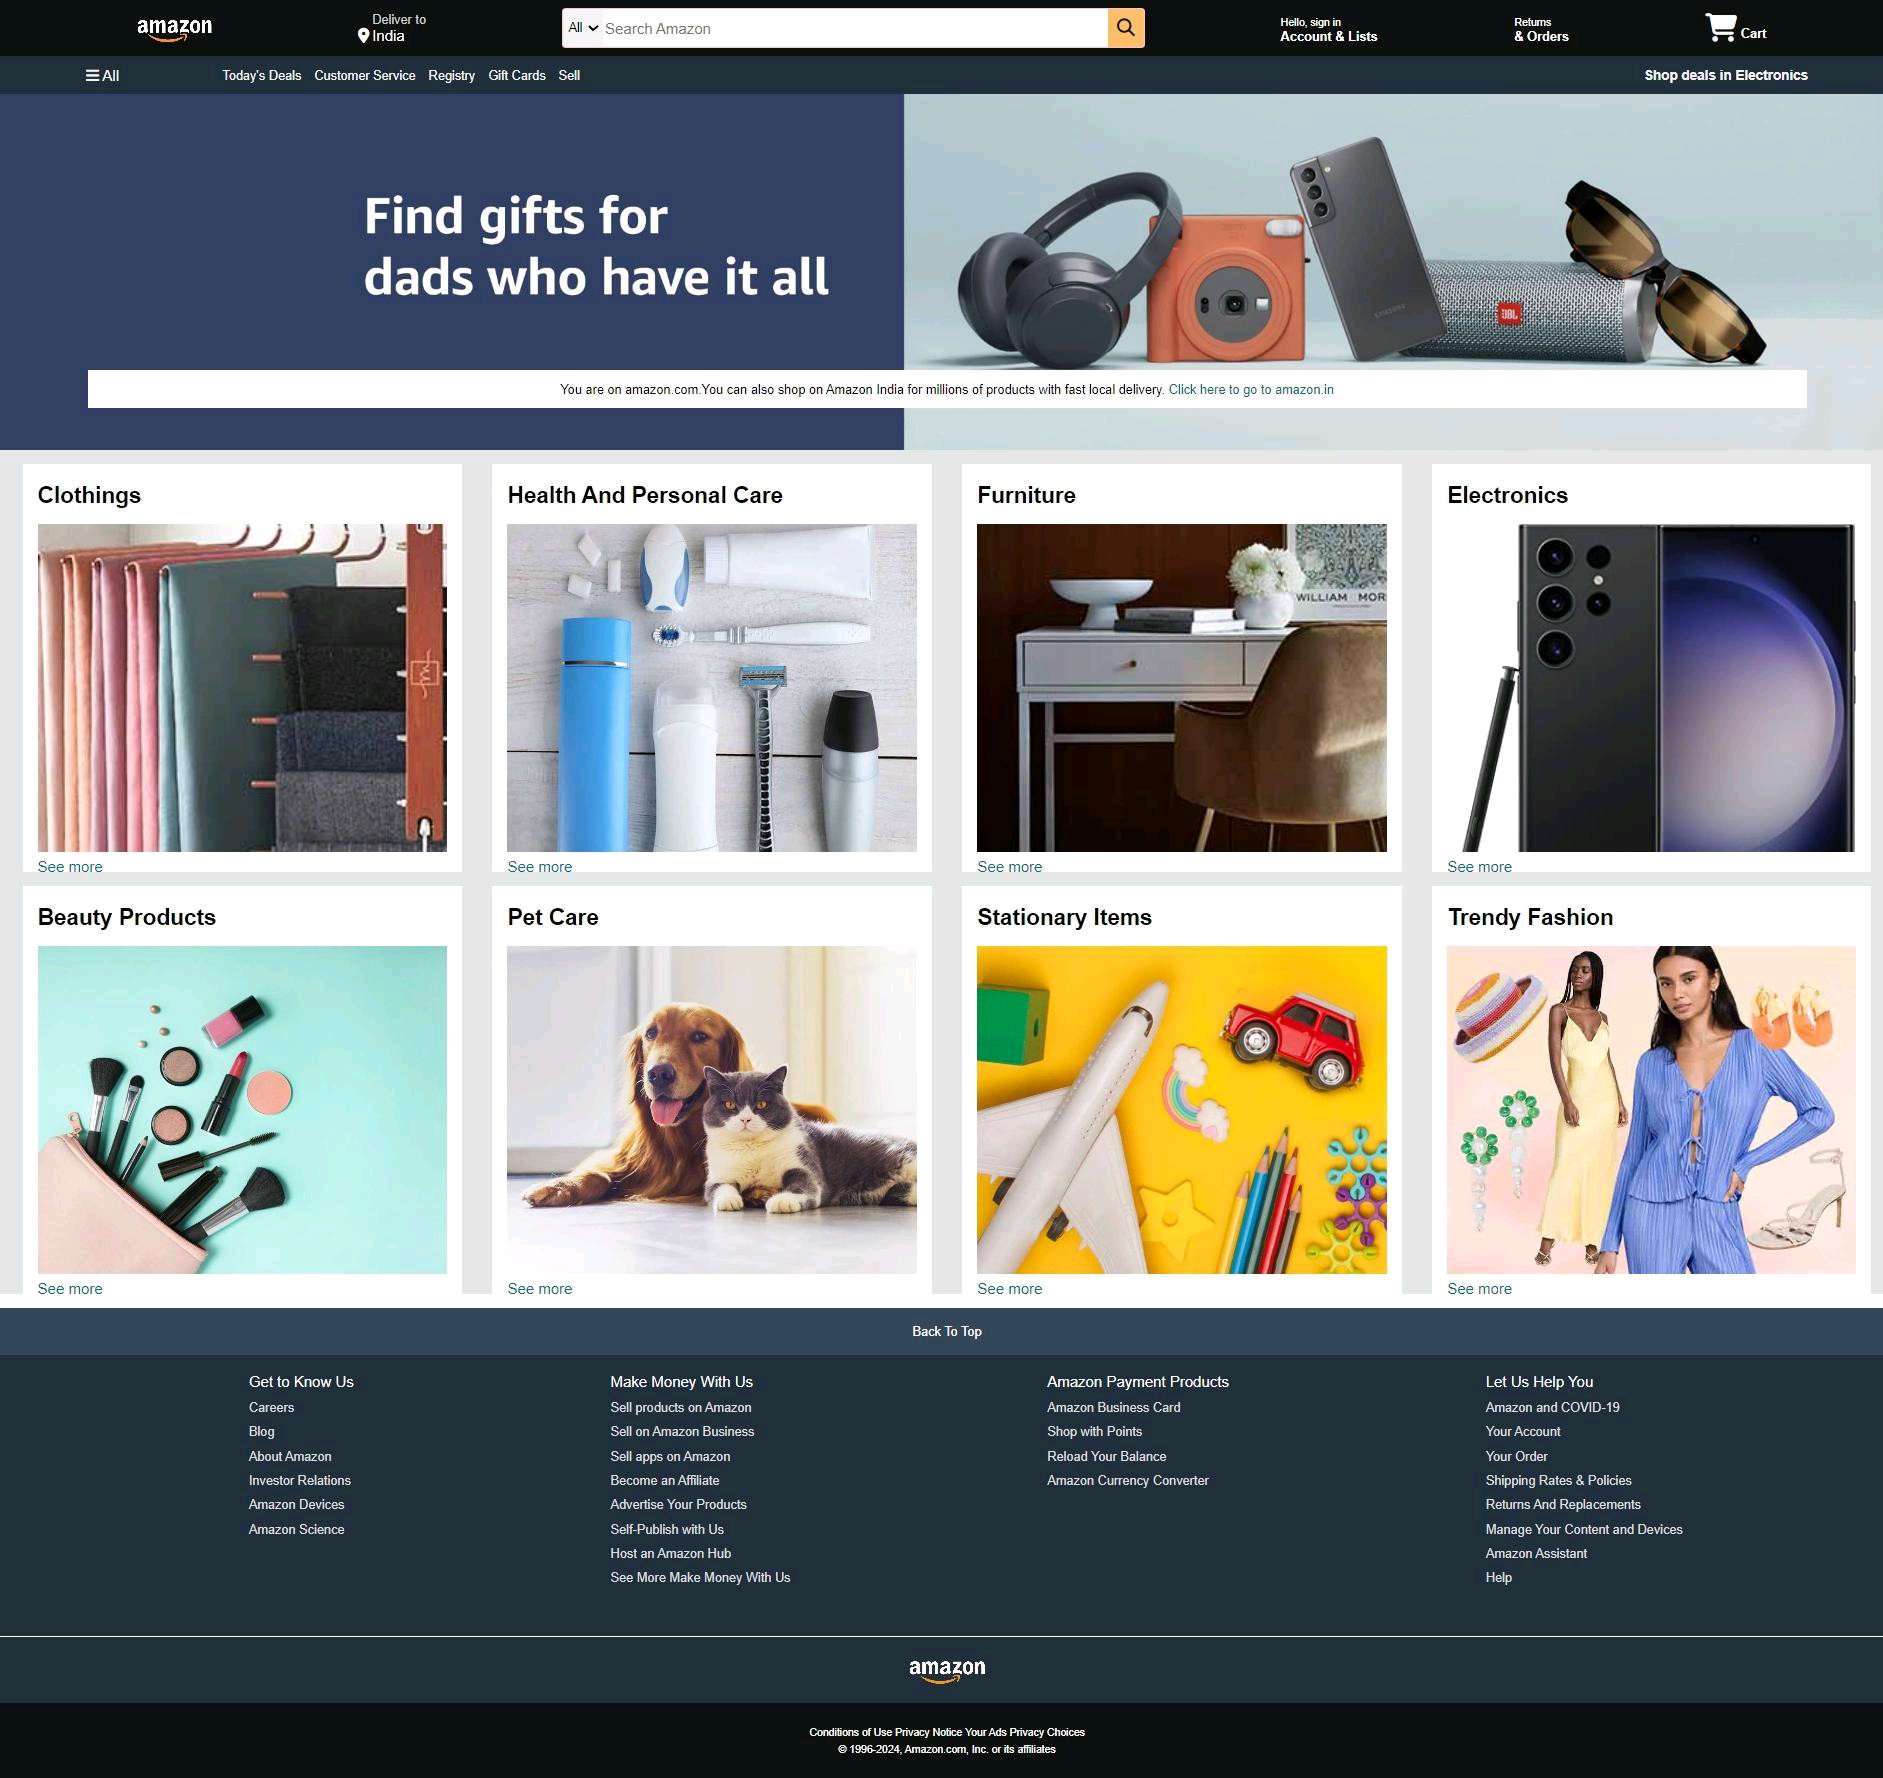 amazon
Deliver to
India
All
Search Amazon
Hello, sign in
Account & Lists
Returns
& Orders
Cart
All
Today's Deals Customer Service Registry Gift Cards Sell
Shop deals in Electronics
Find gifts for
dads who have it all
SAMSUNG
JBL
You are on amazon.com.You can also shop on Amazon India for millions of products with fast local delivery. Click here to go to amazon.in
Clothings
Health And Personal Care
Furniture
Electronics
WILLIAM MOR
See more
See more
See more
See more
Beauty Products
Pet Care
Stationary Items
Trendy Fashion
See more
See more
See more
See more
Back To Top
Get to Know Us
Careers
Blog
About Amazon
Investor Relations
Amazon Devices
Amazon Science
Make Money With Us
Sell products on Amazon
Sell on Amazon Business
Sell apps on Amazon
Become an Affiliate
Advertise Your Products
Self-Publish with Us
Host an Amazon Hub
See More Make Money With Us
Amazon Payment Products
Amazon Business Card
Shop with Points
Reload Your Balance
Amazon Currency Converter
Let Us Help You
Amazon and COVID-19
Your Account
Your Order
Shipping Rates & Policies
Returns And Replacements
Manage Your Content and Devices
Amazon Assistant
Help
amazon
Conditions of Use Privacy Notice Your Ads Privacy Choices
© 1996-2024, Amazon.com, Inc. or its affiliates